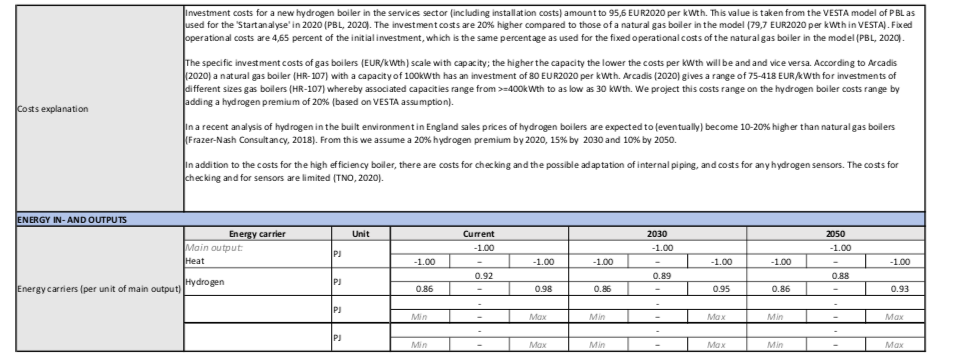 Investment costs for a new hydrogen boiler in the services sector (including installation costs) amount to 95,6 EUR2020 per kWth. This value is taken from the VESTA model of PBL as
used for the 'Startanalyse' in 2020 (PBL, 2020). The investment costs are 20% higher compared to those of a natural gas boiler in the model (79,7 EUR2020 per kWth in VESTA). Fixed
operational costs are 4,65 percent of the initial investment, which is the same percentage as used for the fixed operational costs of the natural gas boiler in the model (PBL, 2020).
The specific investment costs of gas boilers (EUR/kWth) scale with capacity; the higher the capacity the lower the costs per kWth will be and and vice versa. According to Arcadis
(2020) a natural gas boiler (HR-107) with a capacity of 100kWth has an investment of 80 EUR2020 per kWth. Arcadis (2020) gives a range of 75-418 EUR/kWth for investments of
different sizes gas boilers (HR-107) whereby associated capacities range from >=400kWth to as low as 30 kWth. We project this costs range on the hydrogen boiler costs range by
adding a hydrogen premium of 20% (based on VESTA assumption).
Costs explanation
In a recent analysis of hydrogen in the built environment in England sales prices of hydrogen boilers are expected to (eventually) become 10-20% higher than natural gas boilers
(Frazer-Nash Consultancy, 2018). From this we assume a 20% hydrogen premium by 2020, 15% by 2030 and 10% by 2050.
In addition to the costs for the high efficiency boiler, there are costs for checking and the possible adaptation of internal piping, and costs for any hydrogen sensors. The costs for
checking and for sensors are limited (TNO, 2020).
ENERGY IN- AND OUTPUTS
Energy carrier Unit Current 2030 2050
Main output: PJ -1.00 -1.00 -1.00
Heat -1.00 – -1.00 -1.00 – -1.00 -1.00 – -1.00
Energy carriers (per unit of main output)
Hydrogen PJ 0.92 0.89 0.88
0.86 – 0.98 0.86 – 0.95 0.86 – 0.93
PJ - - -
Min – Max Min – Max Min – Max
PJ - - -
Min – Max Min – Max Min – Max